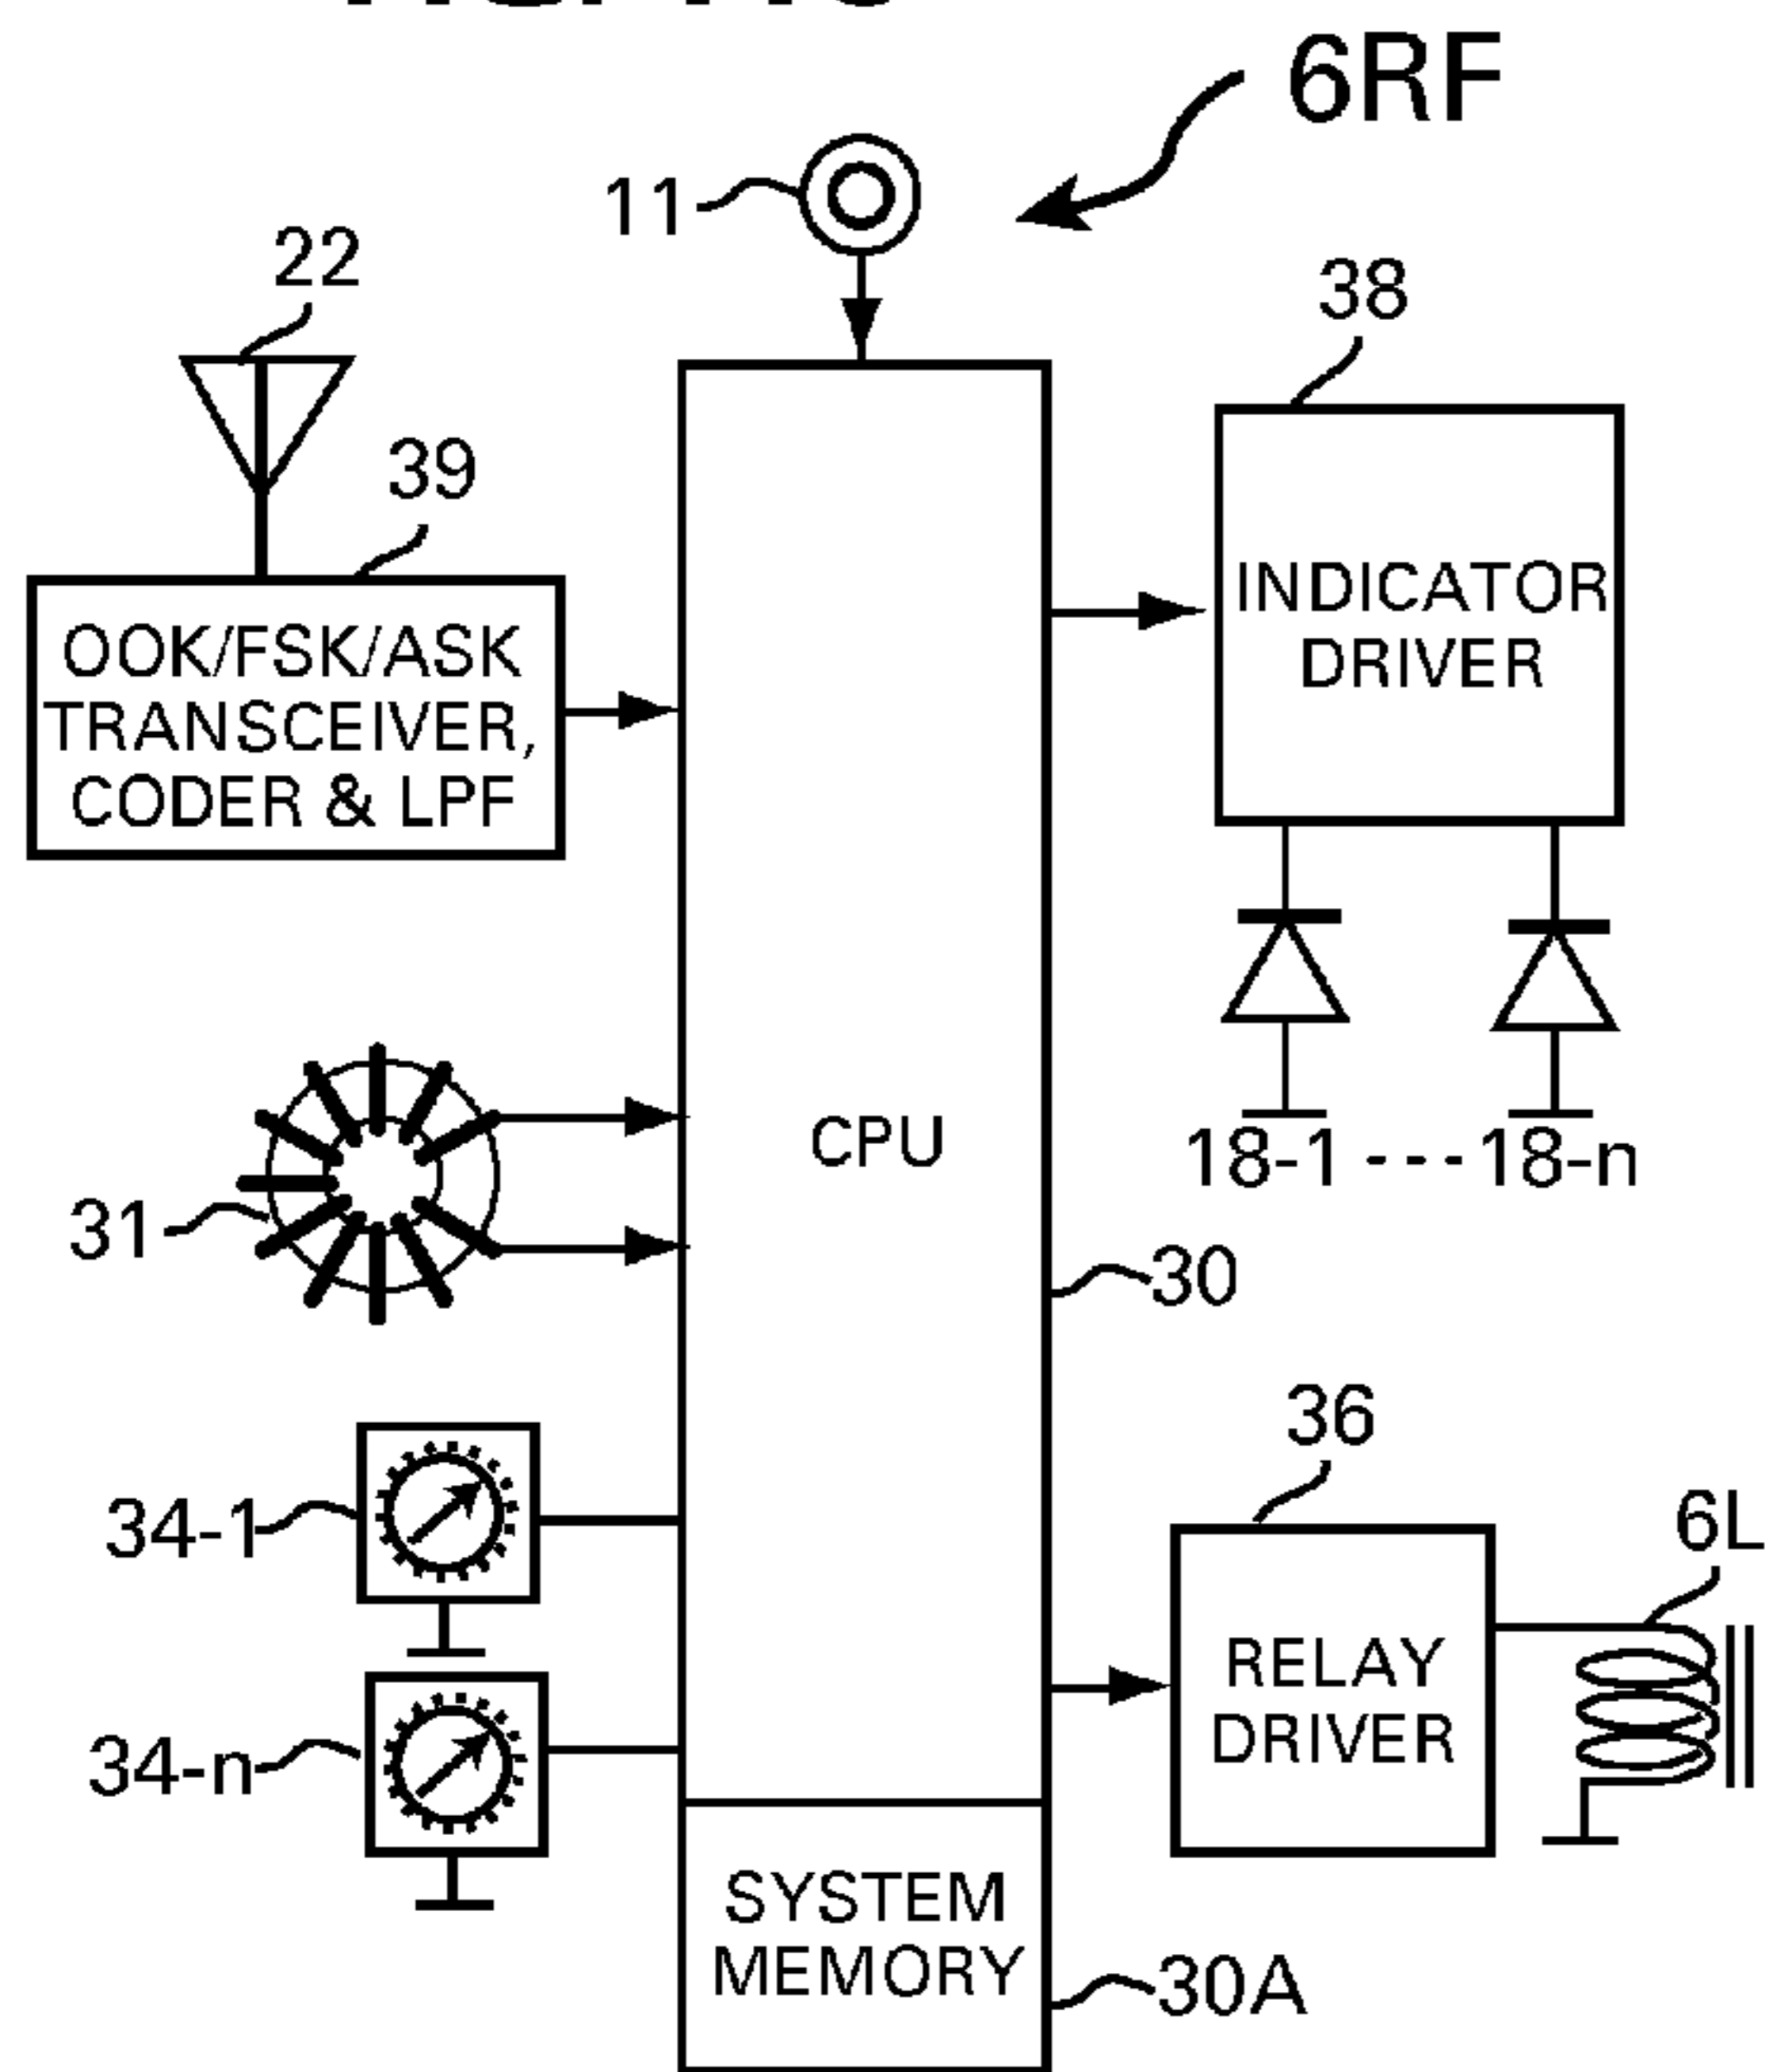 6RF
11
22
38
39
OOK/FSK/ASK
TRANSCEIVER,
CODER & LPF
INDICATOR
DRIVER
CPU
18-1 - - - 18-n
31
30
36
34-1
6L
RELAY
DRIVER
34-n
SYSTEM
MEMORY
30A